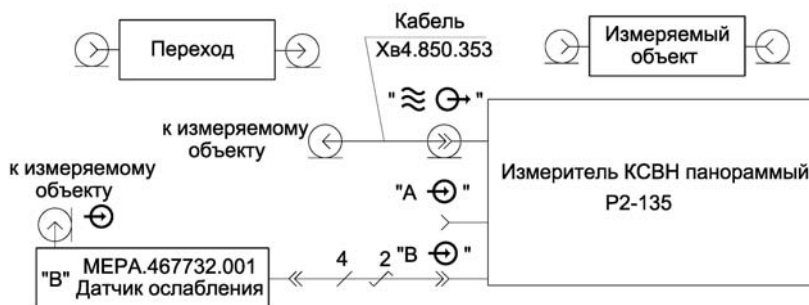 Кабель
Хв4.850.353
Переход
Измеряемый
объект
" "
к измеряемому
объекту
Измеритель КСВН панорамный
Р2-135
к измеряемому
объекту
"А "
"В "
"В"
МЕРА.467732.001
Датчик ослабления
4
2